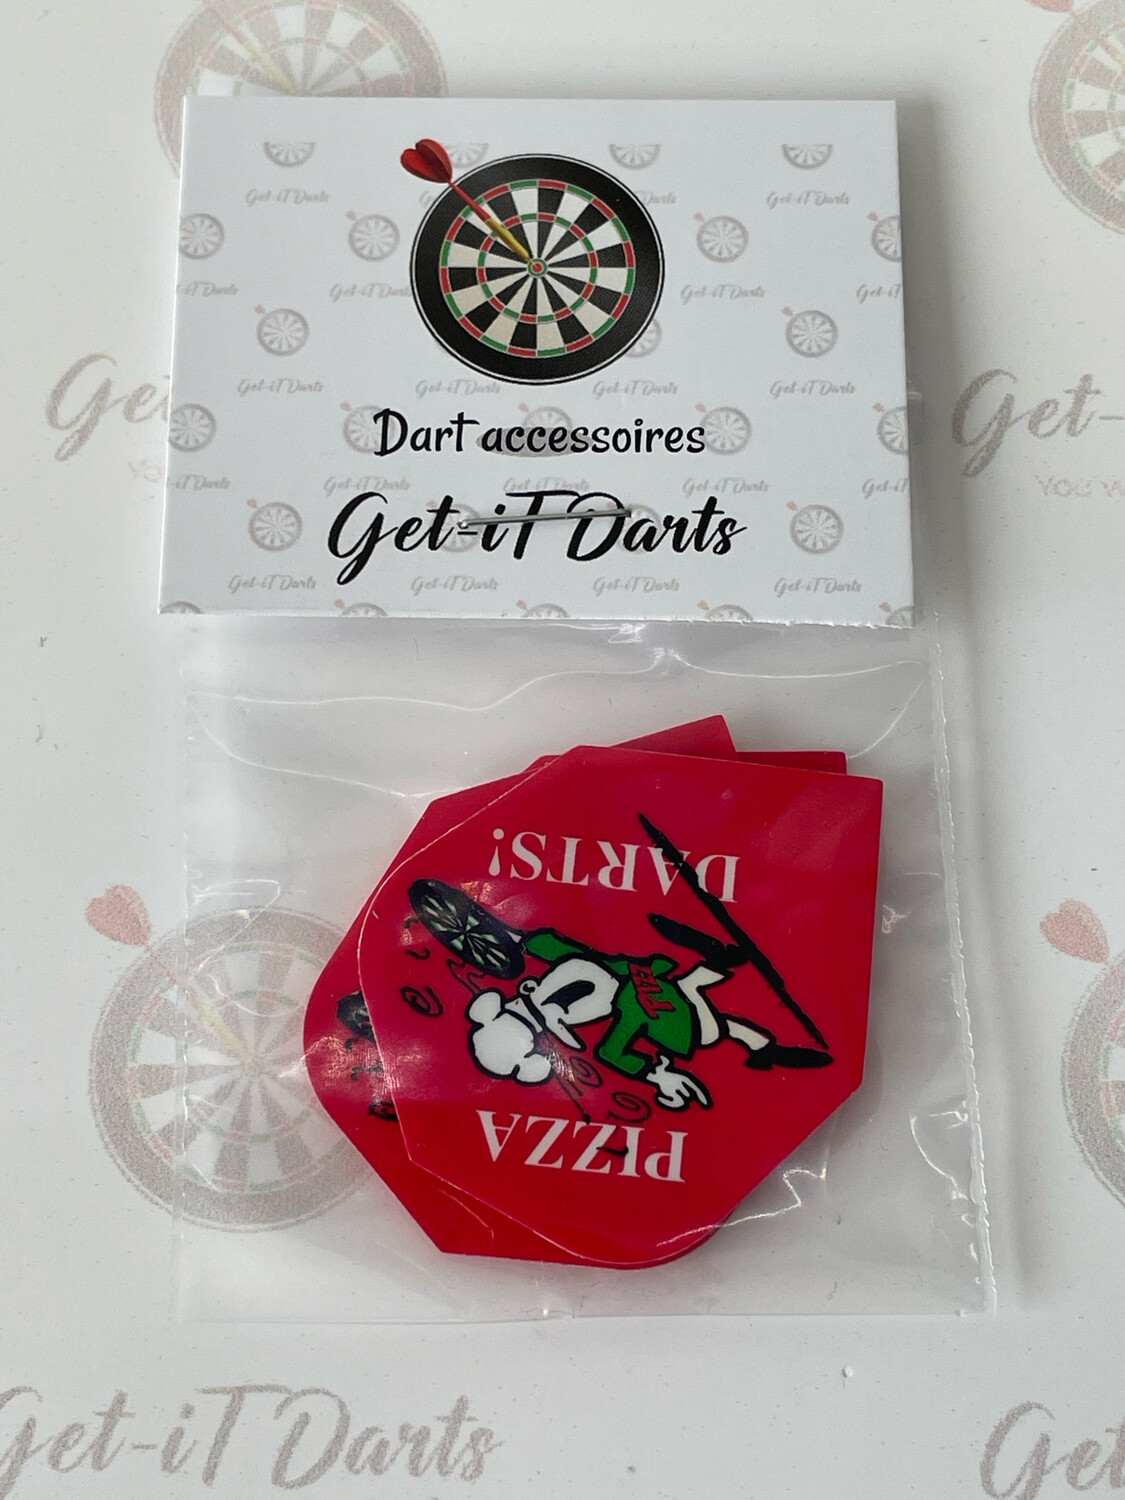 Dart accessoires
Get-iT Darts
PIZZA
DARTS!
Get-iT Darts